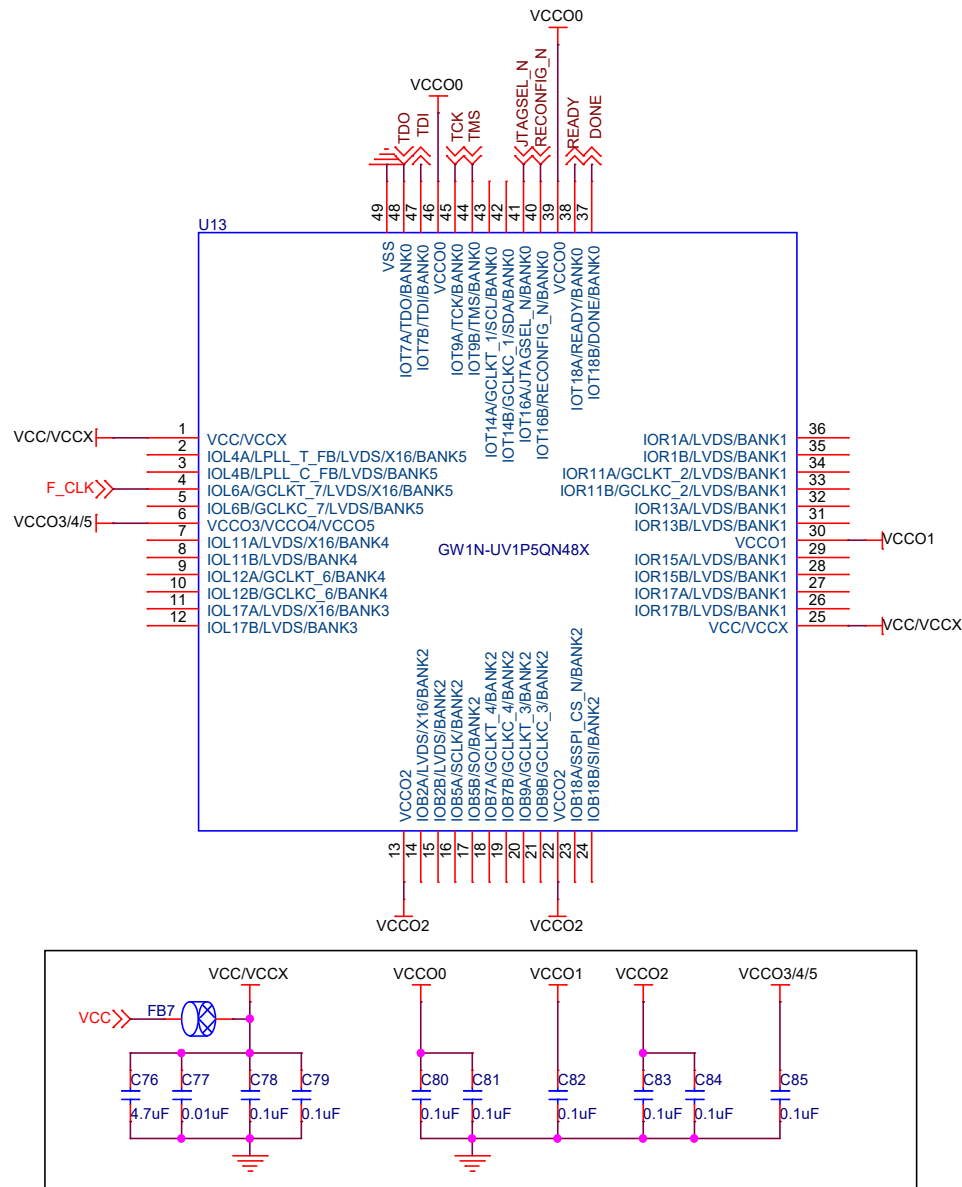 VCCO0
VCCO0
TDO
TDI
TCK
TMS
JTAGSEL_N
RECONFIG_N
READY
DONE
49
48
47
46
45
44
43
42
41
40
39
38
37
U13
VSS
IOT7A/TDO/BANK0
IOT7B/TDI/BANK0
VCCO0
IOT9A/TCK/BANK0
IOT9B/TMS/BANK0
IOT14A/GCLKT_1/SCL/BANK0
IOT14B/GCLKC_1/SDA/BANK0
IOT16A/JTAGSEL_N/BANK0
IOT16B/RECONFIG_N/BANK0
VCCO0
IOT18A/READY/BANK0
IOT18B/DONE/BANK0
VCC/VCCX
1 VCC/VCCX
2 IOL4A/LPLL_T_FB/LVDS/X16/BANK5
3 IOL4B/LPLL_C_FB/LVDS/BANK5
F_CLK
4 IOL6A/GCLKT_7/LVDS/X16/BANK5
5 IOL6B/GCLKC_7/LVDS/BANK5
VCCO3/4/5
6 VCCO3/VCCO4/VCCO5
7 IOL11A/LVDS/X16/BANK4
8 IOL11B/LVDS/BANK4
9 IOL12A/GCLKT_6/BANK4
10 IOL12B/GCLKC_6/BANK4
11 IOL17A/LVDS/X16/BANK3
12 IOL17B/LVDS/BANK3
GW1N-UV1P5QN48X
IOR1A/LVDS/BANK1 36
IOR1B/LVDS/BANK1 35
IOR11A/GCLKT_2/LVDS/BANK1 34
IOR11B/GCLKC_2/LVDS/BANK1 33
IOR13A/LVDS/BANK1 32
IOR13B/LVDS/BANK1 31
VCCO1 30
VCCO1
IOR15A/LVDS/BANK1 29
IOR15B/LVDS/BANK1 28
IOR17A/LVDS/BANK1 27
IOR17B/LVDS/BANK1 26
VCC/VCCX 25
VCC/VCCX
VCCO2
IOB2A/LVDS/X16/BANK2
IOB2B/LVDS/BANK2
IOB5A/SCLK/BANK2
IOB5B/SO/BANK2
IOB7A/GCLKT_4/BANK2
IOB7B/GCLKC_4/BANK2
IOB9A/GCLKT_3/BANK2
IOB9B/GCLKC_3/BANK2
VCCO2
IOB18A/SSPI_CS_N/BANK2
IOB18B/SI/BANK2
13
14
15
16
17
18
19
20
21
22
23
24
VCCO2
VCCO2
VCC/VCCX
VCCO0
VCCO1
VCCO2
VCCO3/4/5
VCC
FB7
C76
C77
C78
C79
C80
C81
C82
C83
C84
C85
4.7uF
0.01uF
0.1uF
0.1uF
0.1uF
0.1uF
0.1uF
0.1uF
0.1uF
0.1uF